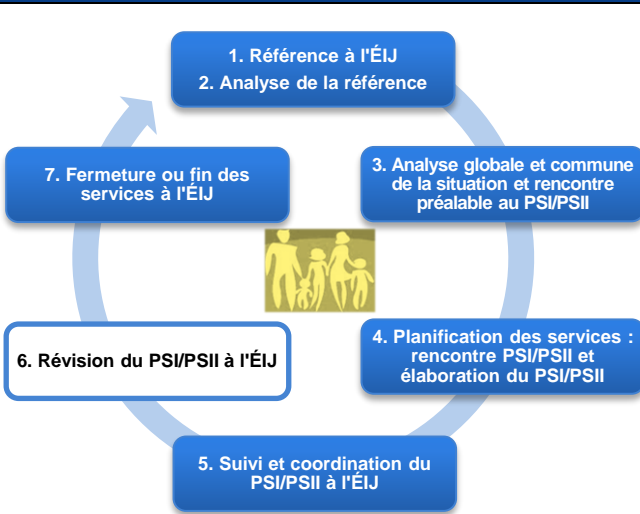 1. Référence à l'ÉIJ
2. Analyse de la référence
3. Analyse globale et commune
de la situation et rencontre
préalable au PSI/PSII
4. Planification des services :
rencontre PSI/PSII et
élaboration du PSI/PSII
5. Suivi et coordination du
PSI/PSII à l'ÉIJ
6. Révision du PSI/PSII à l'ÉIJ
7. Fermeture ou fin des
services à l'ÉIJ